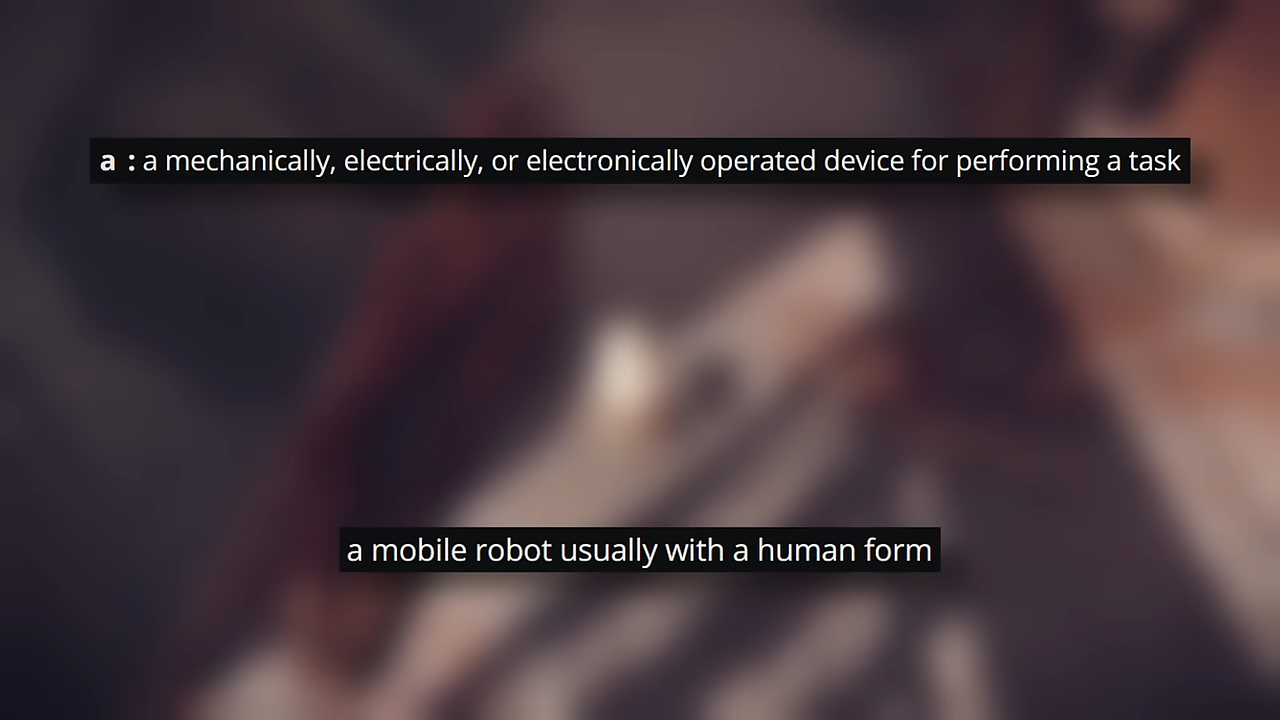 a : a mechanically, electrically, or electronically operated device for performing a task
a mobile robot usually with a human form